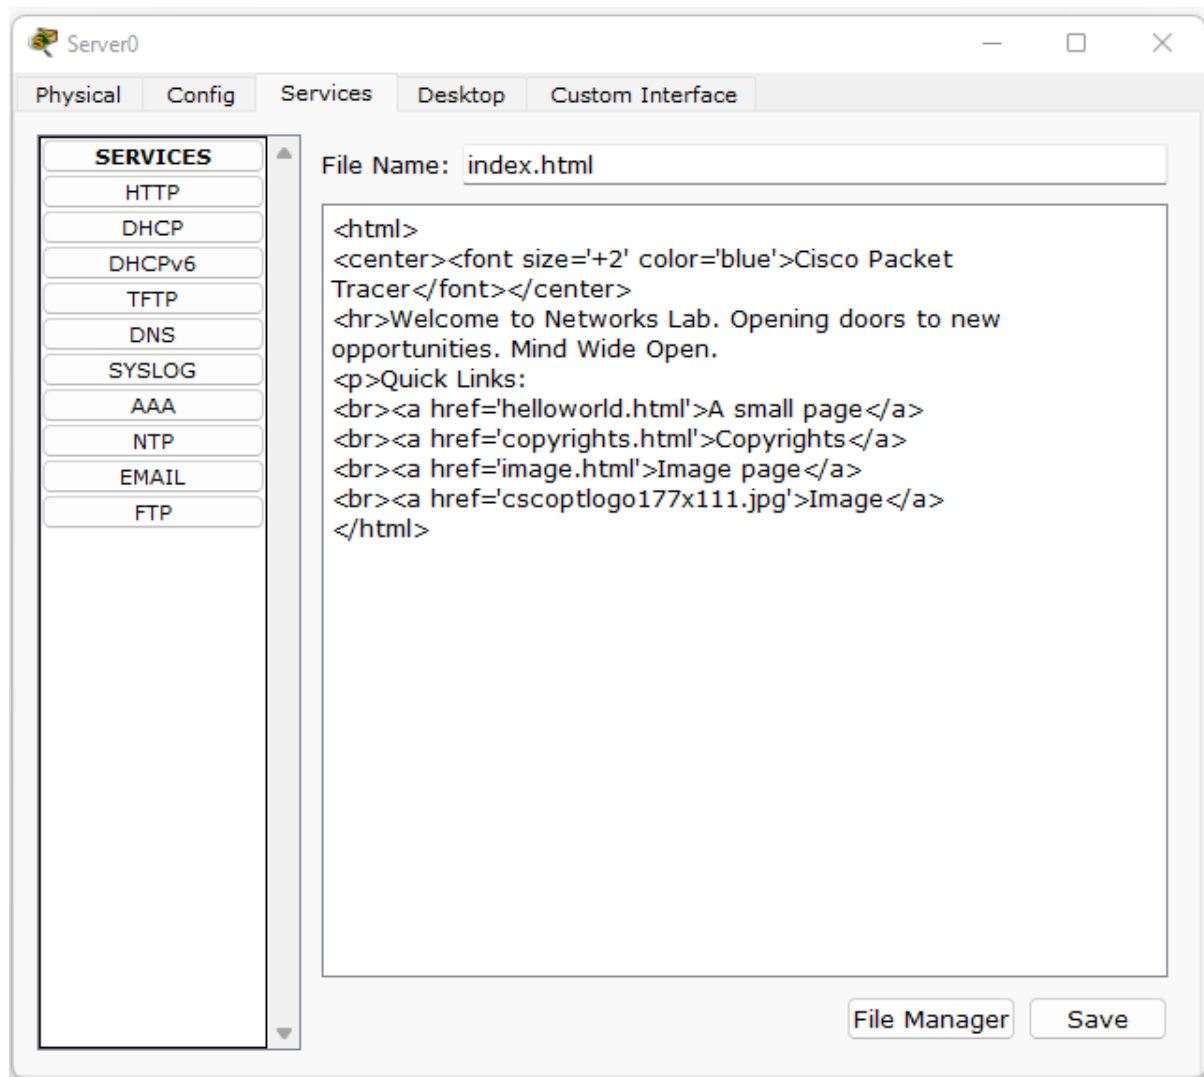 Server0
Physical Config Services Desktop Custom Interface
SERVICES
HTTP
DHCP
DHCPv6
TFTP
DNS
SYSLOG
AAA
NTP
EMAIL
FTP
File Name: index.html
<html>
<center><font size='+2' color='blue'>Cisco Packet
Tracer</font></center>
<hr>Welcome to Networks Lab. Opening doors to new
opportunities. Mind Wide Open.
<p>Quick Links:
<br><a href='helloworld.html'>A small page</a>
<br><a href='copyrights.html'>Copyrights</a>
<br><a href='image.html'>Image page</a>
<br><a href='cscoptlogo177x111.jpg'>Image</a>
</html>
File Manager Save